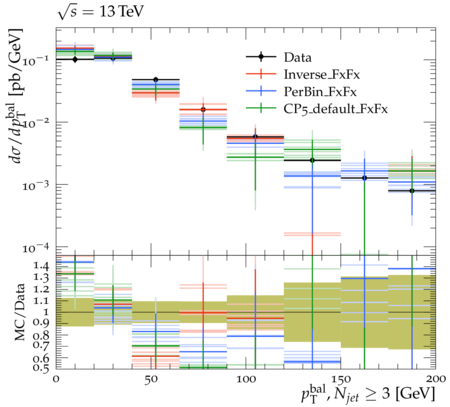 √s = 13 TeV
dσ/dp_T^bal [pb/GeV]
10⁻¹
10⁻²
10⁻³
10⁻⁴
Data
Inverse_FxFx
PerBin_FxFx
CP5_default_FxFx
MC/Data
1.4
1.3
1.2
1.1
1
0.9
0.8
0.7
0.6
0.5
0 50 100 150 200
p_T^bal, N_jet ≥ 3 [GeV]